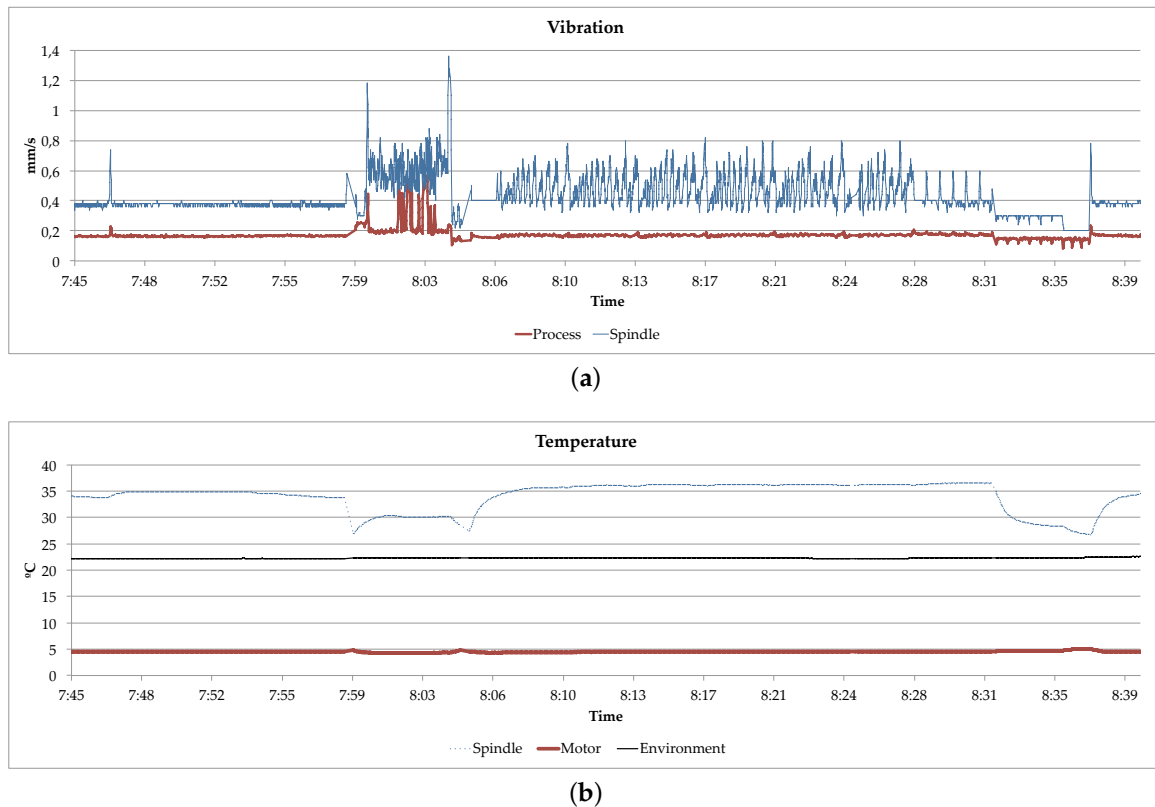 Vibration
1,4
1,2
1
0,8
0,6
0,4
0,2
0
mm/s
7:45 7:48 7:52 7:55 7:59 8:03 8:06 8:10 8:13 8:17 8:21 8:24 8:28 8:31 8:35 8:39
Time
Process Spindle
(a)
Temperature
40
35
30
25
20
15
10
5
0
ºC
7:45 7:48 7:52 7:55 7:59 8:03 8:06 8:10 8:13 8:17 8:21 8:24 8:28 8:31 8:35 8:39
Time
Spindle Motor Environment
(b)